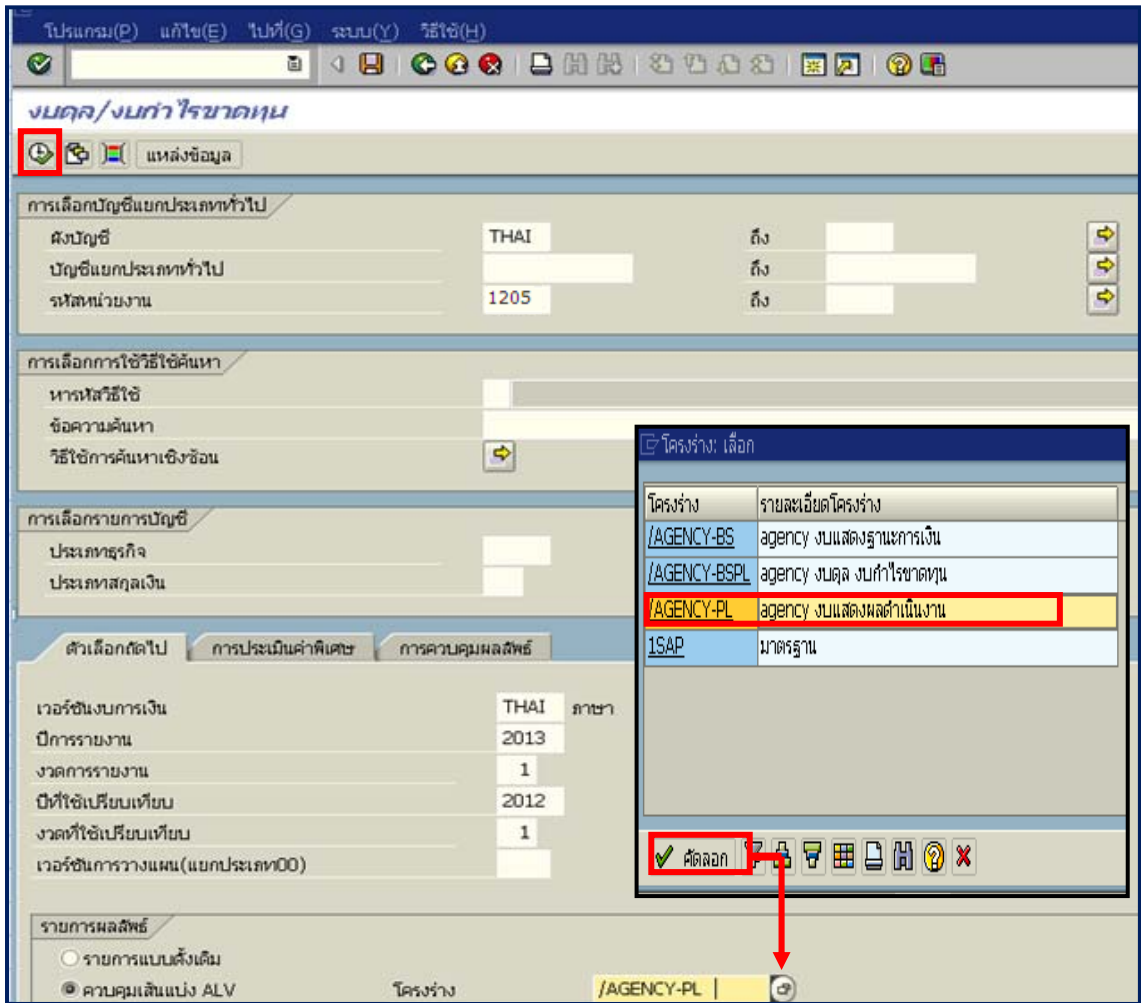 โปรแกรม(P) แก้ไข(E) ไปที่(G) ระบบ(Y) วิธีใช้(H)
งบดุล/งบกำไรขาดทุน
แหล่งข้อมูล
การเลือกบัญชีแยกประเภททั่วไป
ผังบัญชี THAI ถึง
บัญชีแยกประเภททั่วไป ถึง
รหัสหน่วยงาน 1205 ถึง
การเลือกการใช้วิธีใช้ค้นหา
หารหัสวิธีใช้
ข้อความค้นหา
วิธีใช้การค้นหาเชิงซ้อน
การเลือกรายการบัญชี
ประเภทธุรกิจ
ประเภทสกุลเงิน
ตัวเลือกถัดไป การประเมินค่าพิเศษ การควบคุมผลลัพธ์
เวอร์ชันงบการเงิน THAI ภาษา
ปีการรายงาน 2013
งวดการรายงาน 1
ปีที่ใช้เปรียบเทียบ 2012
งวดที่ใช้เปรียบเทียบ 1
เวอร์ชันการวางแผน(แยกประเภท00)
รายการผลลัพธ์
รายการแบบดั้งเดิม
ควบคุมเส้นแบ่ง ALV โครงร่าง /AGENCY-PL
โครงร่าง: เลือก
โครงร่าง รายละเอียดโครงร่าง
/AGENCY-BS agency งบแสดงฐานะการเงิน
/AGENCY-BSPL agency งบดุล งบกำไรขาดทุน
/AGENCY-PL agency งบแสดงผลดำเนินงาน
1SAP มาตรฐาน
คัดลอก